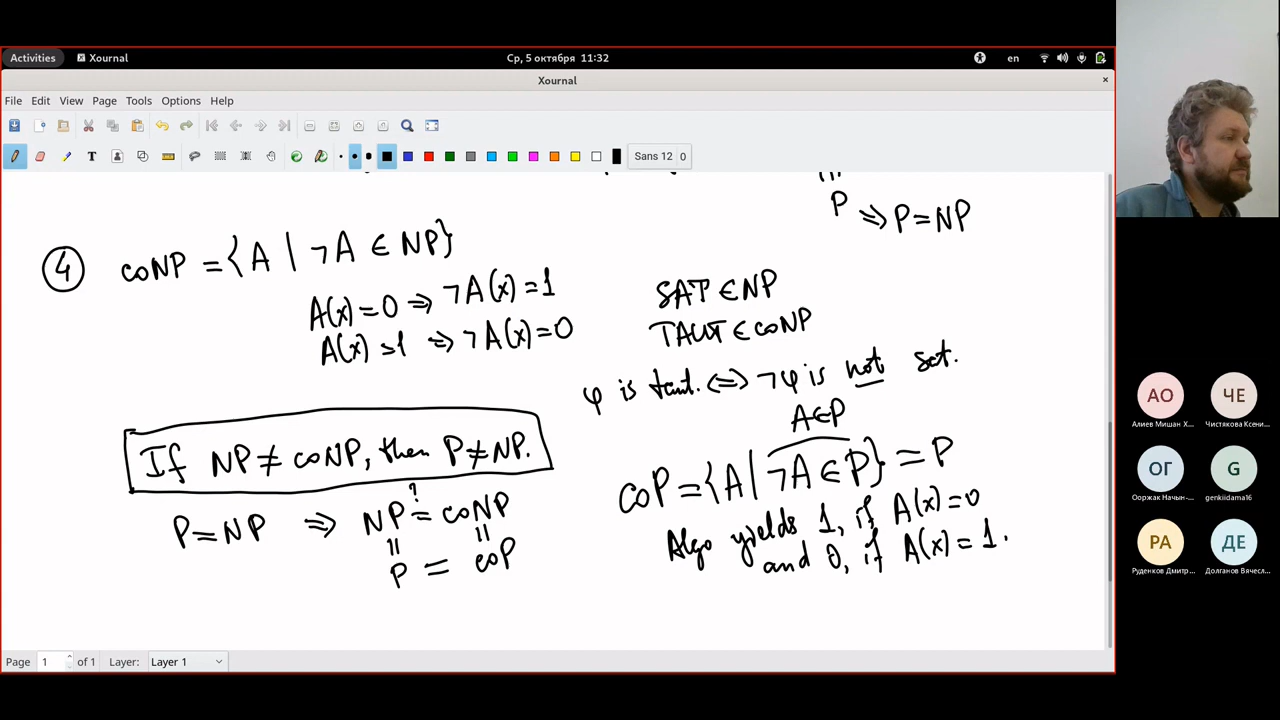 Activities Xournal Ср, 5 октября 11:32 en
Xournal
File Edit View Page Tools Options Help
T Sans 12 0
P ⇒ P=NP
④ coNP = {A | ¬A ∈ NP}
A(x)=0 ⇒ ¬A(x)=1
A(x)=1 ⇒ ¬A(x)=0
SAT ∈ NP
TAUT ∈ coNP
φ is taut. ⇔ ¬φ is not sat.
A∈P
If NP≠coNP, then P≠NP.
coP = {A | ¬A ∈ P} = P
Algo yields 1, if A(x)=0
and 0, if A(x)=1.
P=NP ⇒ NP ?= coNP
= =
P = coP
АО ЧЕ
Алиев Мишан Х... Чистякова Ксени...
ОГ G
Ооржак Начын-... genkiidama16
РА ДЕ
Руденков Дмитр... Долганов Вячесл...
Page 1 of 1 Layer: Layer 1